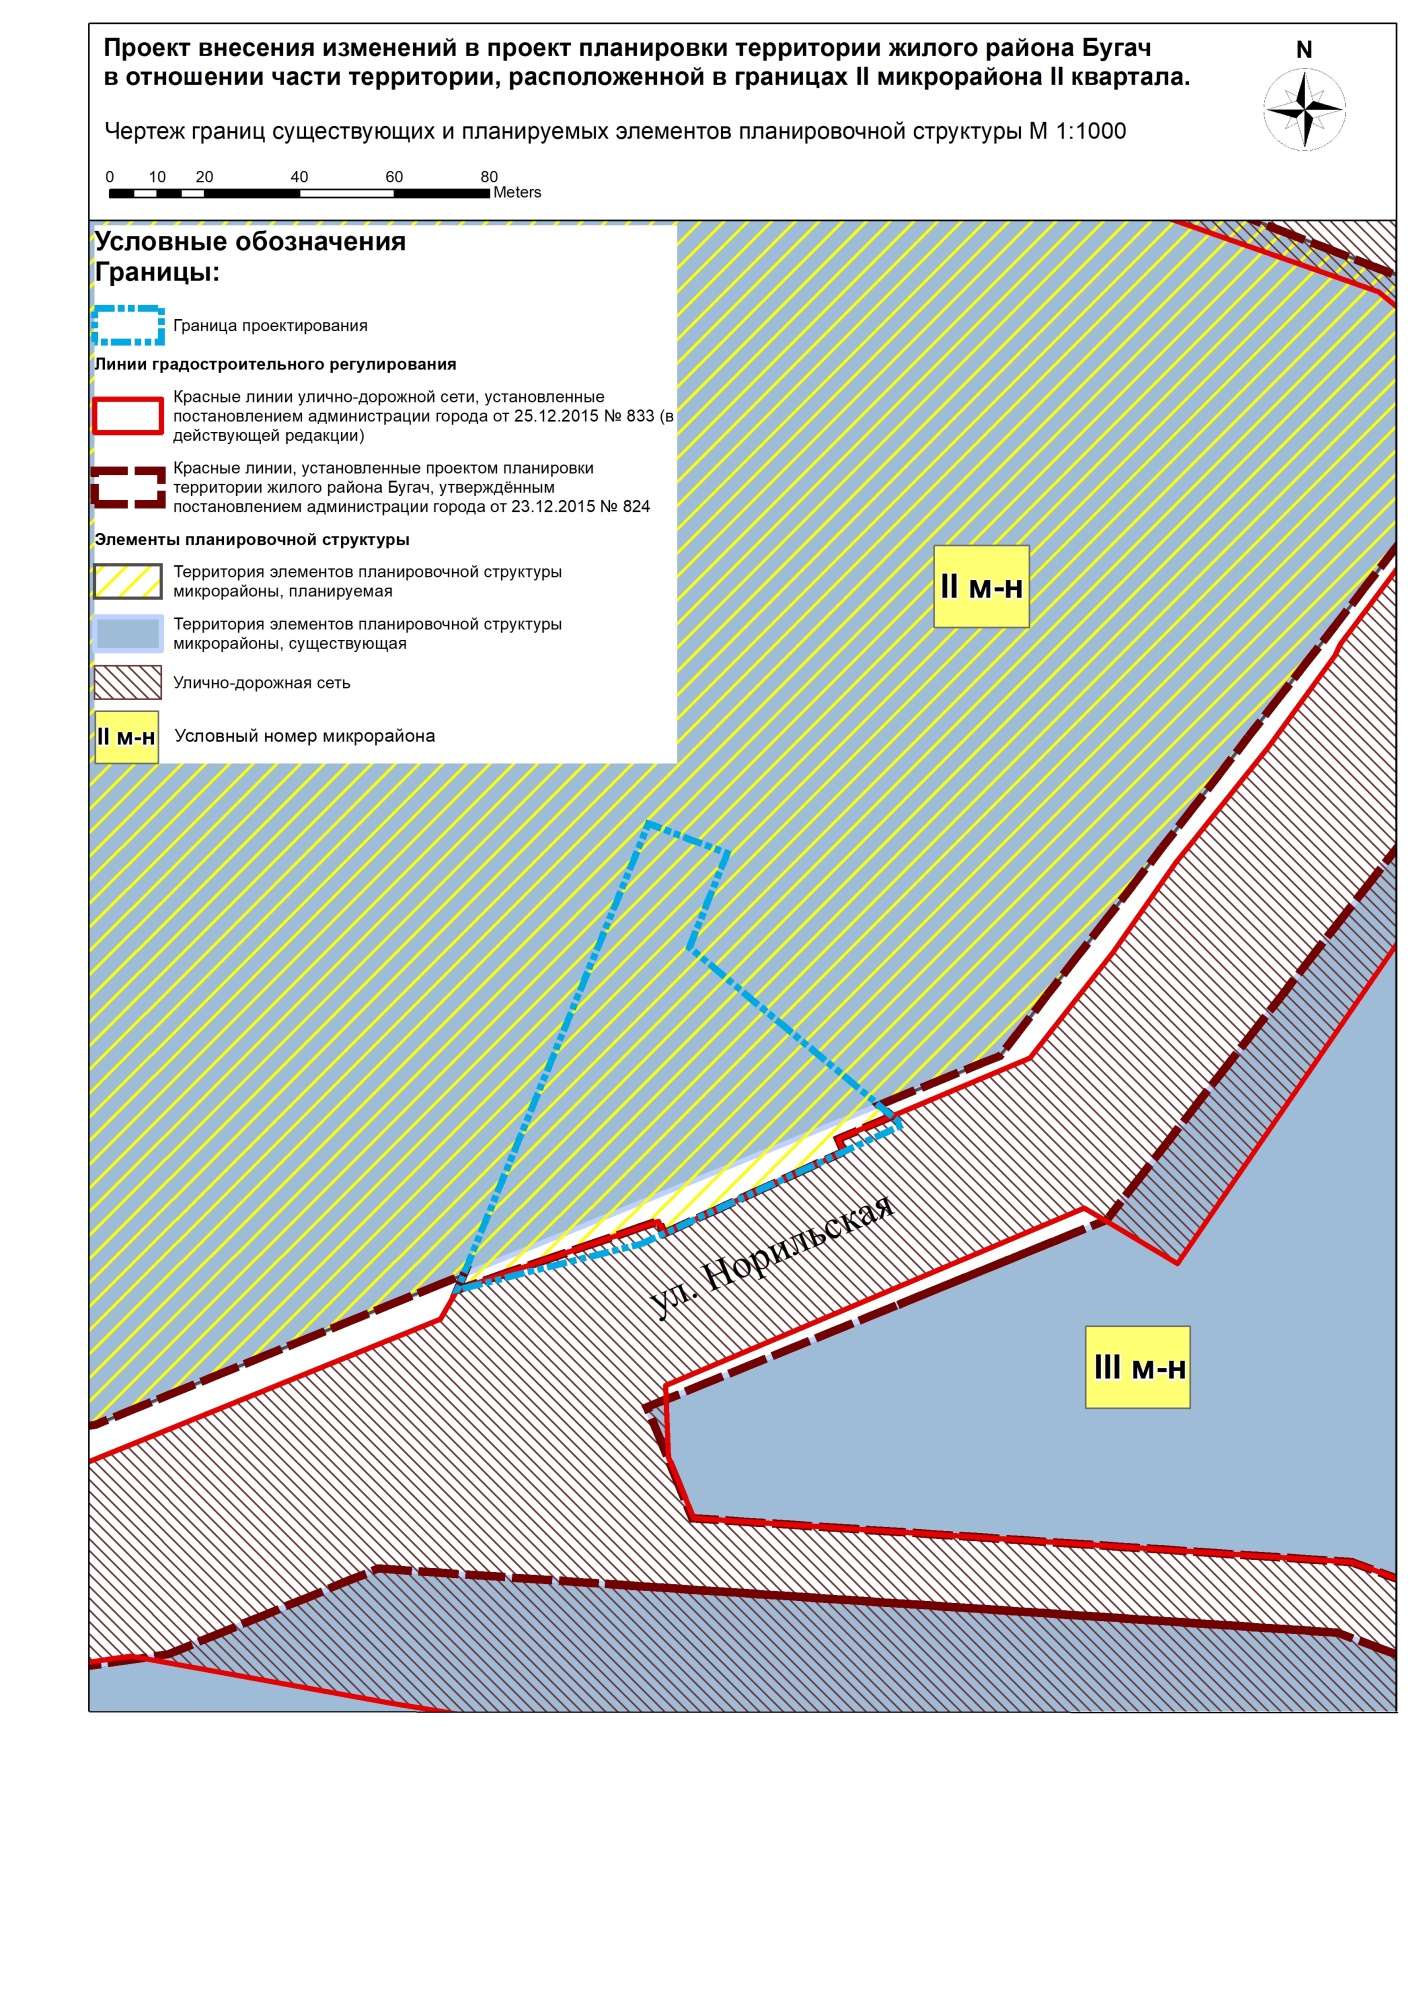 Проект внесения изменений в проект планировки территории жилого района Бугач
в отношении части территории, расположенной в границах II микрорайона II квартала.
N
Чертеж границ существующих и планируемых элементов планировочной структуры М 1:1000
0 10 20 40 60 80
Meters
Условные обозначения
Границы:
Граница проектирования
Линии градостроительного регулирования
Красные линии улично-дорожной сети, установленные
постановлением администрации города от 25.12.2015 № 833 (в
действующей редакции)
Красные линии, установленные проектом планировки
территории жилого района Бугач, утверждённым
постановлением администрации города от 23.12.2015 № 824
Элементы планировочной структуры
Территория элементов планировочной структуры
микрорайоны, планируемая
Территория элементов планировочной структуры
микрорайоны, существующая
Улично-дорожная сеть
II м-н Условный номер микрорайона
II м-н
ул. Норильская
III м-н